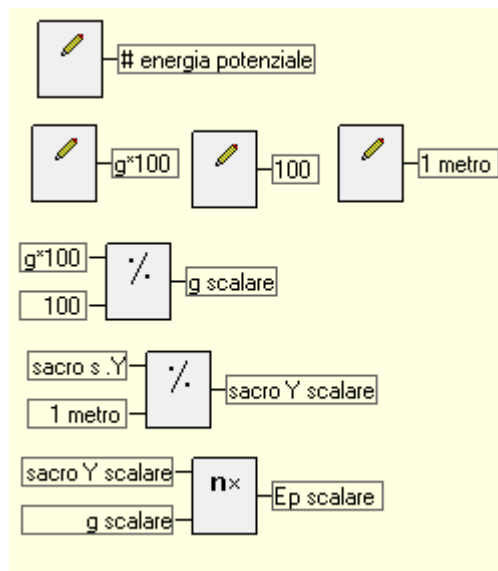 # energia potenziale
g*100
100
1 metro
g*100
100
g scalare
sacro s .Y
1 metro
sacro Y scalare
sacro Y scalare
g scalare
n×
Ep scalare